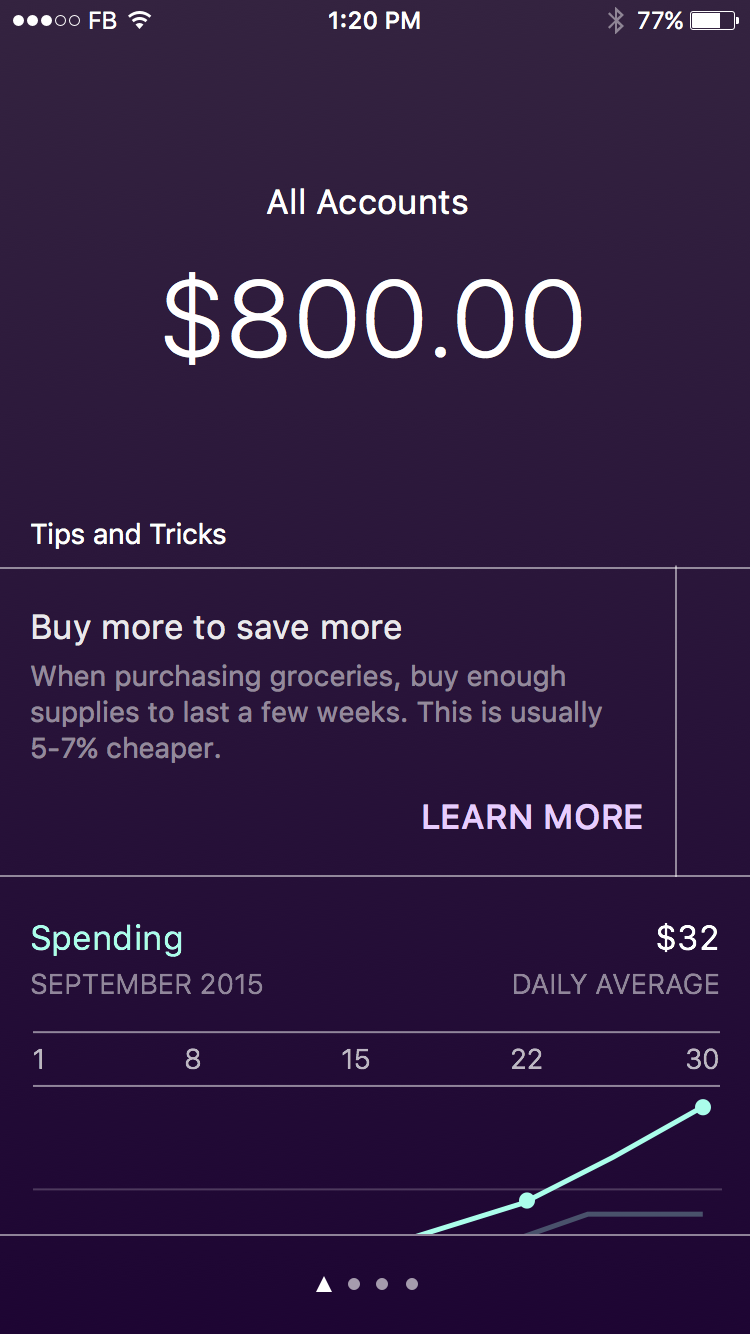 FB 1:20 PM 77%
All Accounts
$800.00
Tips and Tricks
Buy more to save more
When purchasing groceries, buy enough
supplies to last a few weeks. This is usually
5-7% cheaper.
LEARN MORE
Spending $32
SEPTEMBER 2015 DAILY AVERAGE
1 8 15 22 30